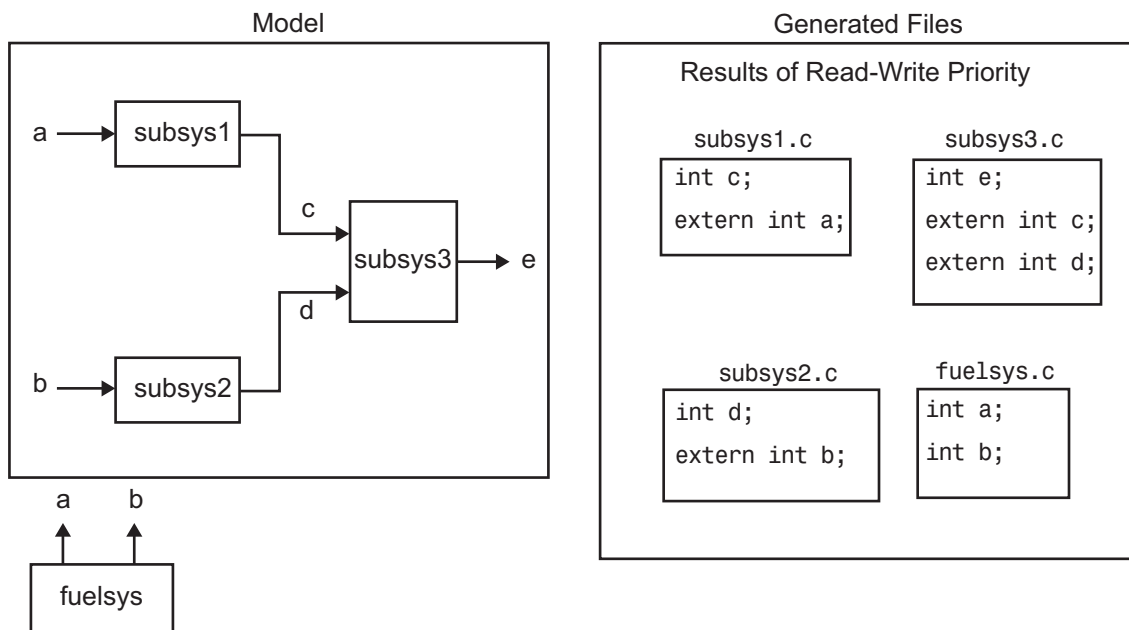 Model
a
subsys1
c
subsys3
e
d
b
subsys2
a
b
fuelsys
Generated Files
Results of Read-Write Priority
subsys1.c
int c;
extern int a;
subsys3.c
int e;
extern int c;
extern int d;
subsys2.c
int d;
extern int b;
fuelsys.c
int a;
int b;